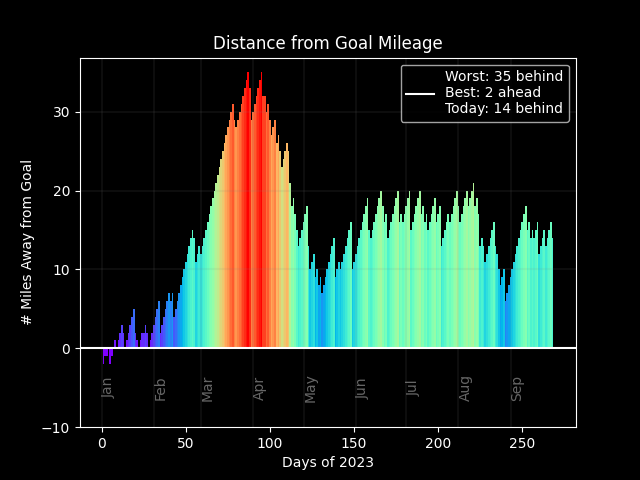 Distance from Goal Mileage
Worst: 35 behind
Best: 2 ahead
Today: 14 behind
# Miles Away from Goal
30
20
10
0
−10
Jan
Feb
Mar
Apr
May
Jun
Jul
Aug
Sep
0
50
100
150
200
250
Days of 2023